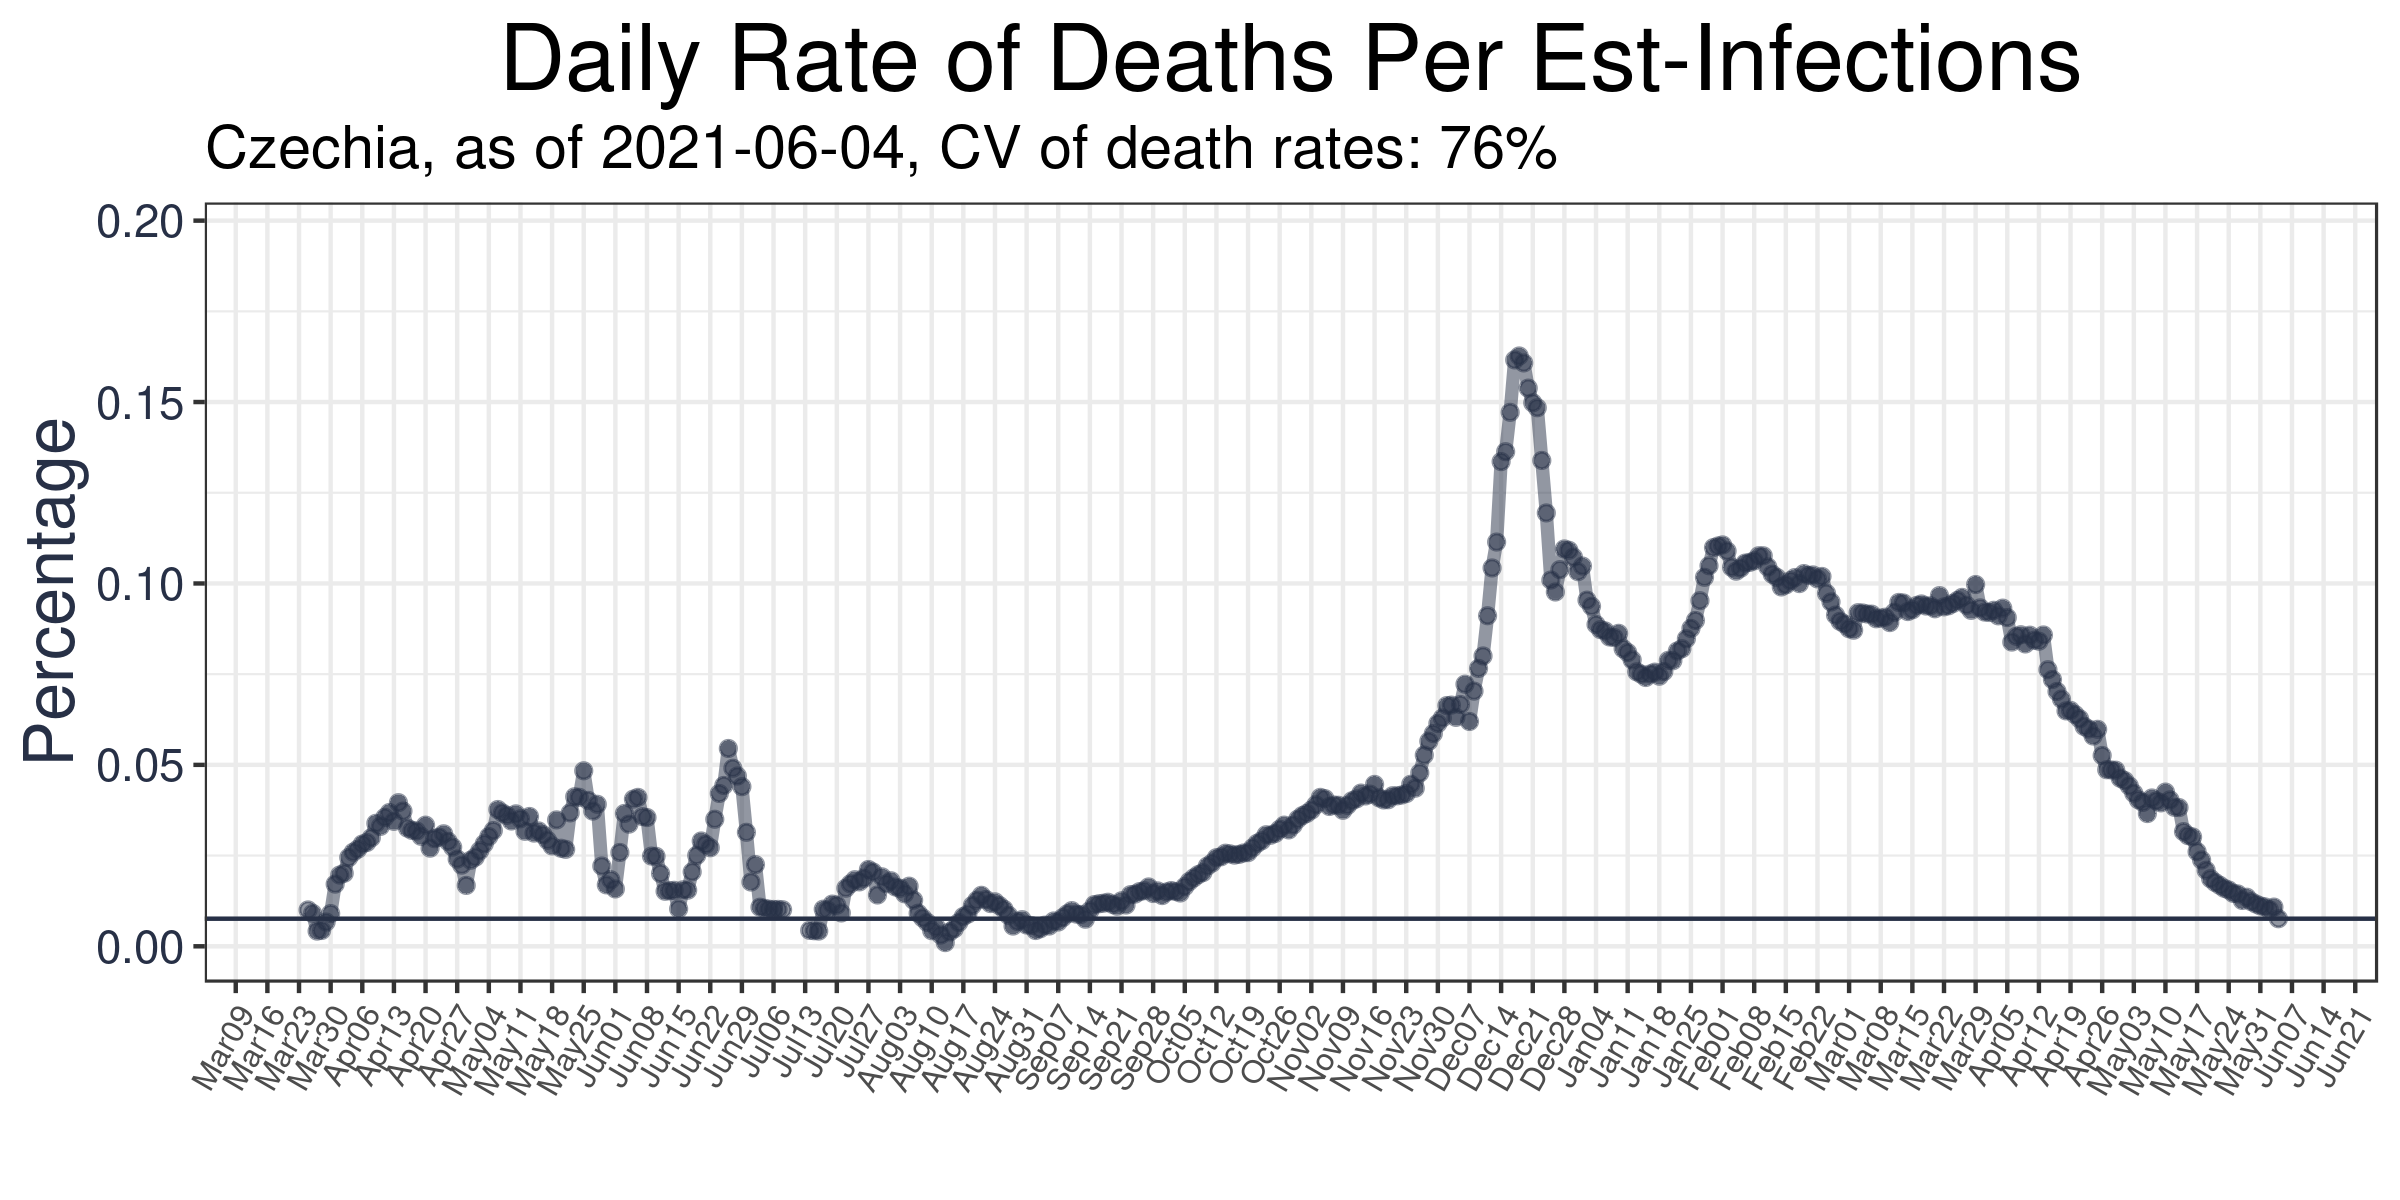 Daily Rate of Deaths Per Est-Infections
Czechia, as of 2021-06-04, CV of death rates: 76%
Percentage
0.20
0.15
0.10
0.05
0.00
Mar09
Mar16
Mar23
Mar30
Apr06
Apr13
Apr20
Apr27
May04
May11
May18
May25
Jun01
Jun08
Jun15
Jun22
Jun29
Jul06
Jul13
Jul20
Jul27
Aug03
Aug10
Aug17
Aug24
Aug31
Sep07
Sep14
Sep21
Sep28
Oct05
Oct12
Oct19
Oct26
Nov02
Nov09
Nov16
Nov23
Nov30
Dec07
Dec14
Dec21
Dec28
Jan04
Jan11
Jan18
Jan25
Feb01
Feb08
Feb15
Feb22
Mar01
Mar08
Mar15
Mar22
Mar29
Apr05
Apr12
Apr19
Apr26
May03
May10
May17
May24
May31
Jun07
Jun14
Jun21